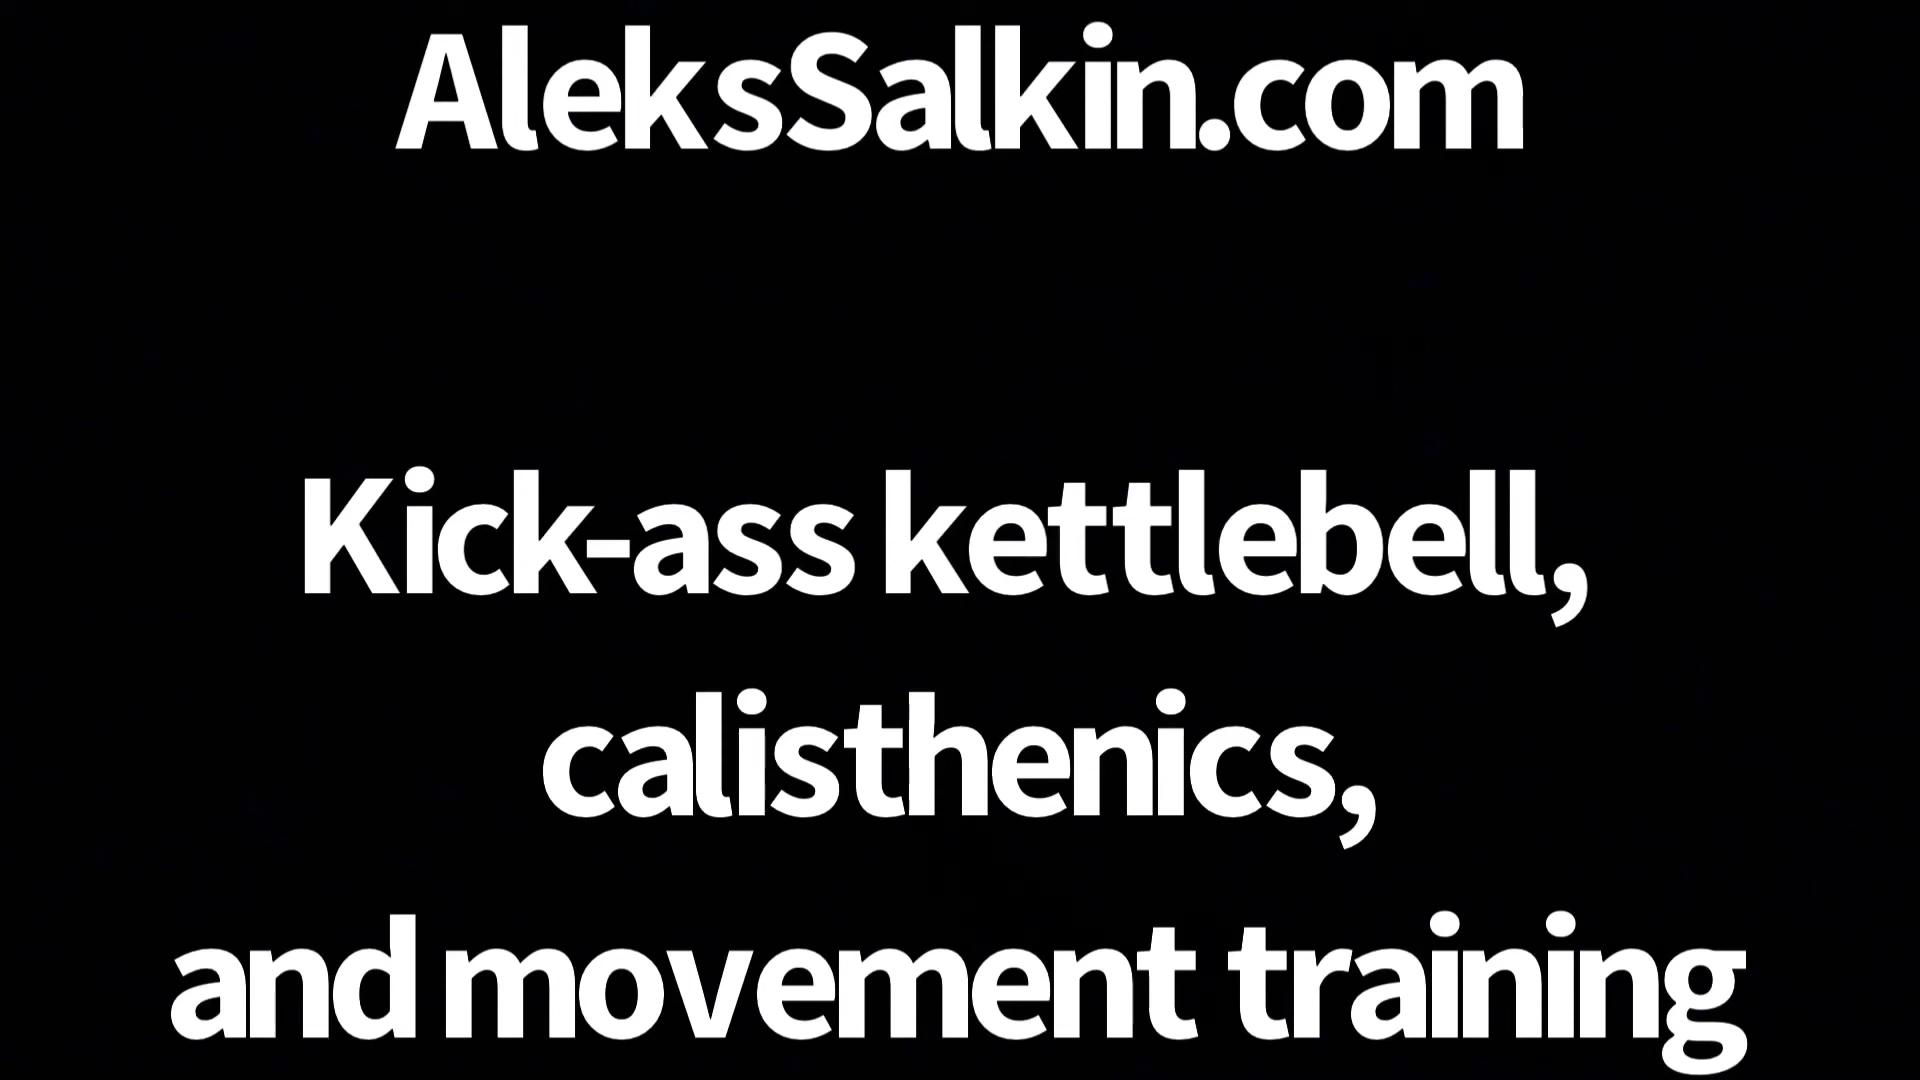 AleksSalkin.com
Kick-ass kettlebell,
calisthenics,
and movement training